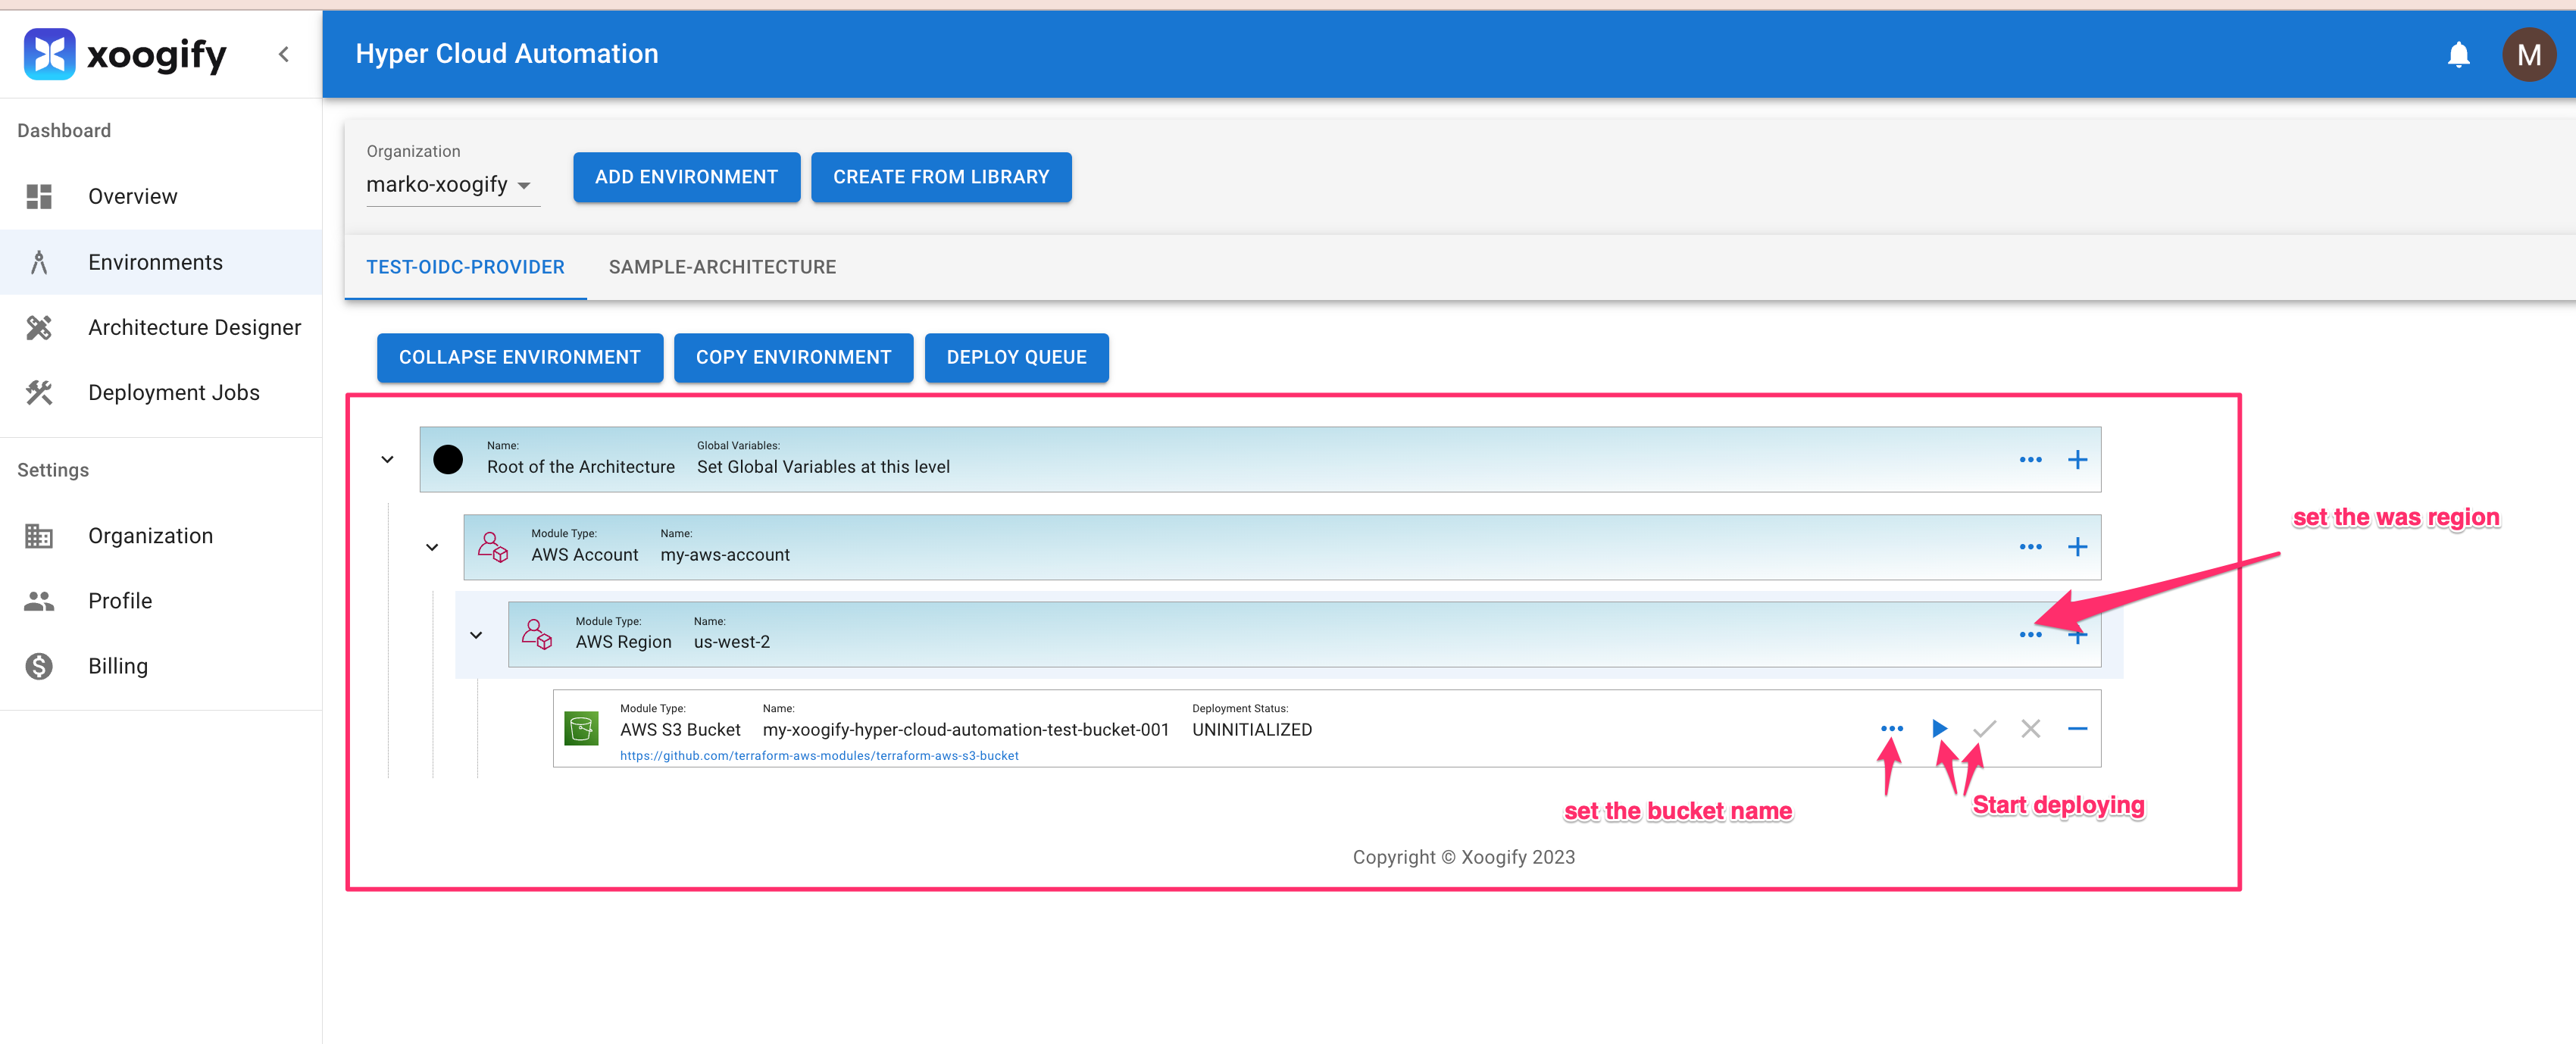 xoogify
Hyper Cloud Automation
M
Dashboard
Overview
Environments
Architecture Designer
Deployment Jobs
Settings
Organization
Profile
Billing
Organization
marko-xoogify
ADD ENVIRONMENT
CREATE FROM LIBRARY
TEST-OIDC-PROVIDER
SAMPLE-ARCHITECTURE
COLLAPSE ENVIRONMENT
COPY ENVIRONMENT
DEPLOY QUEUE
Name:
Root of the Architecture
Global Variables:
Set Global Variables at this level
Module Type:
AWS Account
Name:
my-aws-account
set the was region
Module Type:
AWS Region
Name:
us-west-2
Module Type:
AWS S3 Bucket
Name:
my-xoogify-hyper-cloud-automation-test-bucket-001
Deployment Status:
UNINITIALIZED
https://github.com/terraform-aws-modules/terraform-aws-s3-bucket
set the bucket name
Start deploying
Copyright © Xoogify 2023